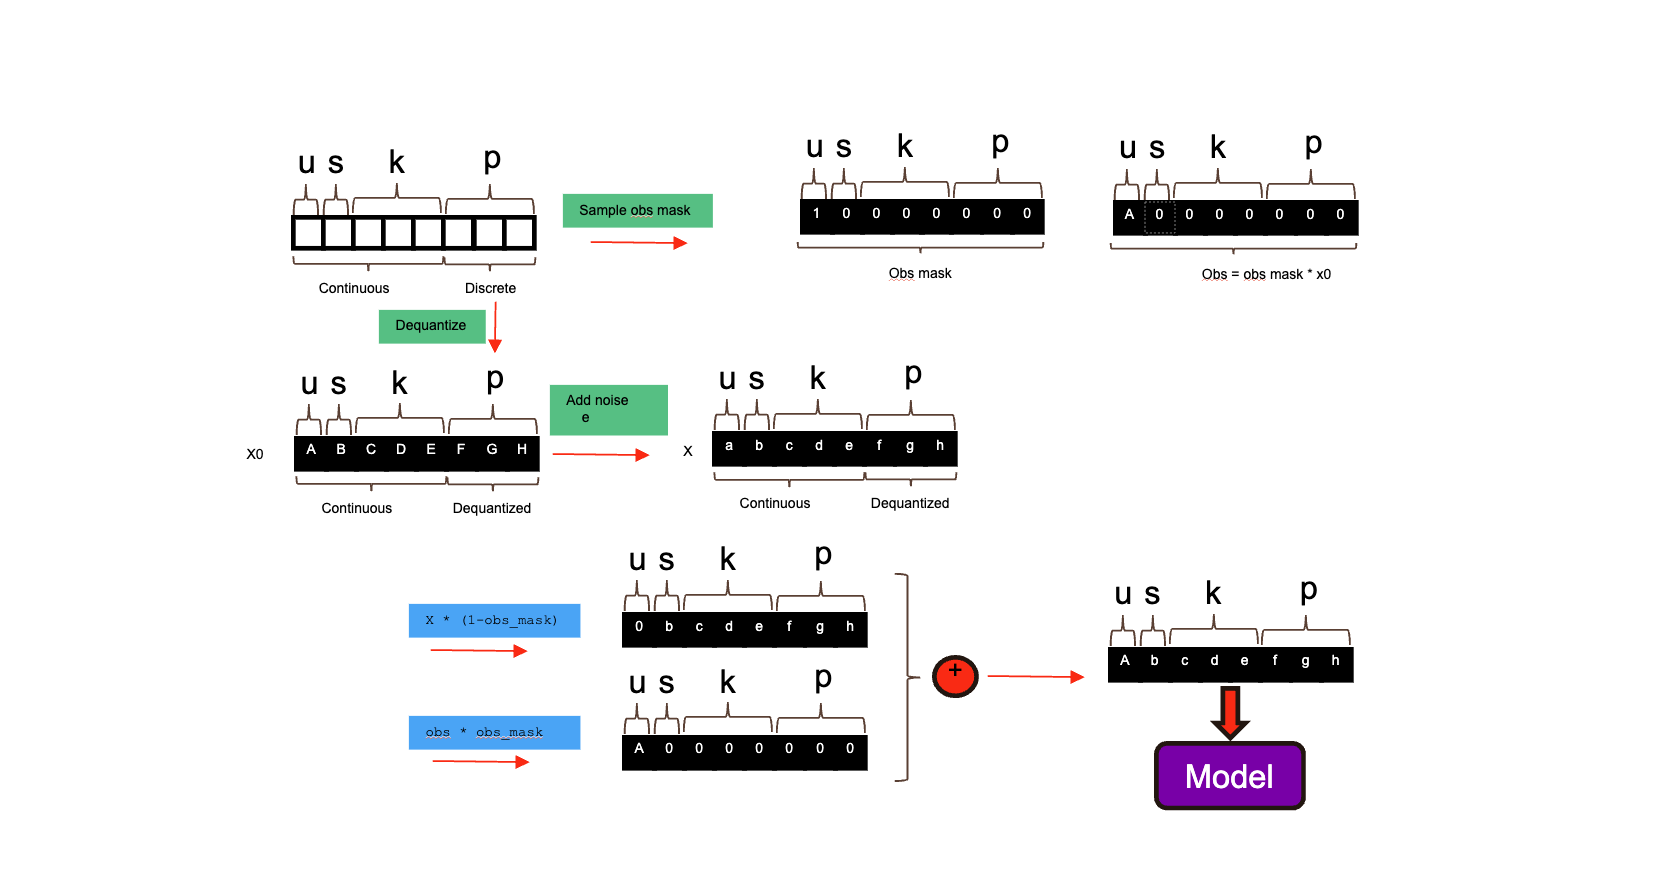 u s k p
Continuous Discrete
Sample obs mask
u s k p
1 0 0 0 0 0 0 0
Obs mask
u s k p
A 0 0 0 0 0 0 0
Obs = obs mask * x0
Dequantize
u s k p
X0
A B C D E F G H
Continuous Dequantized
Add noise
e
u s k p
X
a b c d e f g h
Continuous Dequantized
X * (1-obs_mask)
u s k p
0 b c d e f g h
obs * obs_mask
u s k p
A 0 0 0 0 0 0 0
+
u s k p
A b c d e f g h
Model